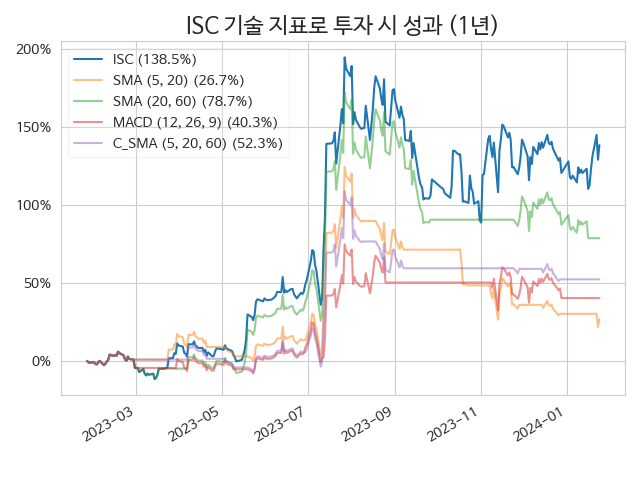 ISC 기술 지표로 투자 시 성과 (1년)
200%
150%
100%
50%
0%
ISC (138.5%)
SMA (5, 20) (26.7%)
SMA (20, 60) (78.7%)
MACD (12, 26, 9) (40.3%)
C_SMA (5, 20, 60) (52.3%)
2023-03
2023-05
2023-07
2023-09
2023-11
2024-01